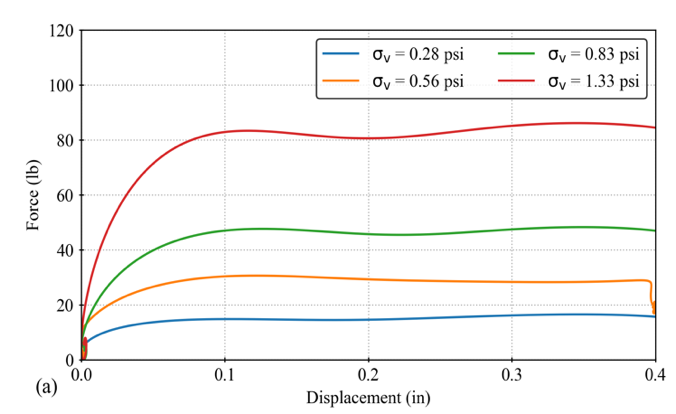 120
100
80
60
40
20
0
Force (lb)
σv = 0.28 psi
σv = 0.56 psi
σv = 0.83 psi
σv = 1.33 psi
0.0 0.1 0.2 0.3 0.4
Displacement (in)
(a)